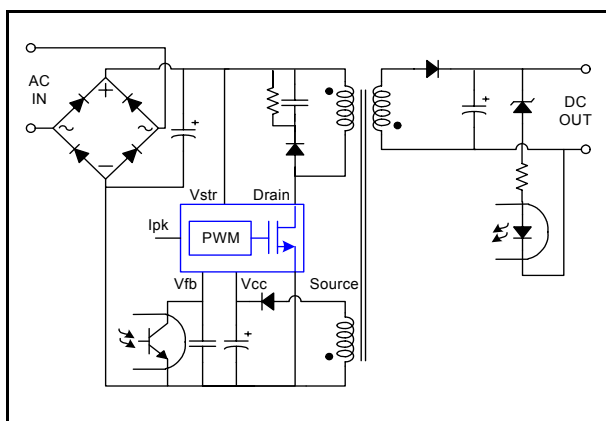 AC
IN
DC
OUT
Vstr
Drain
Ipk
PWM
Vfb
Vcc
Source